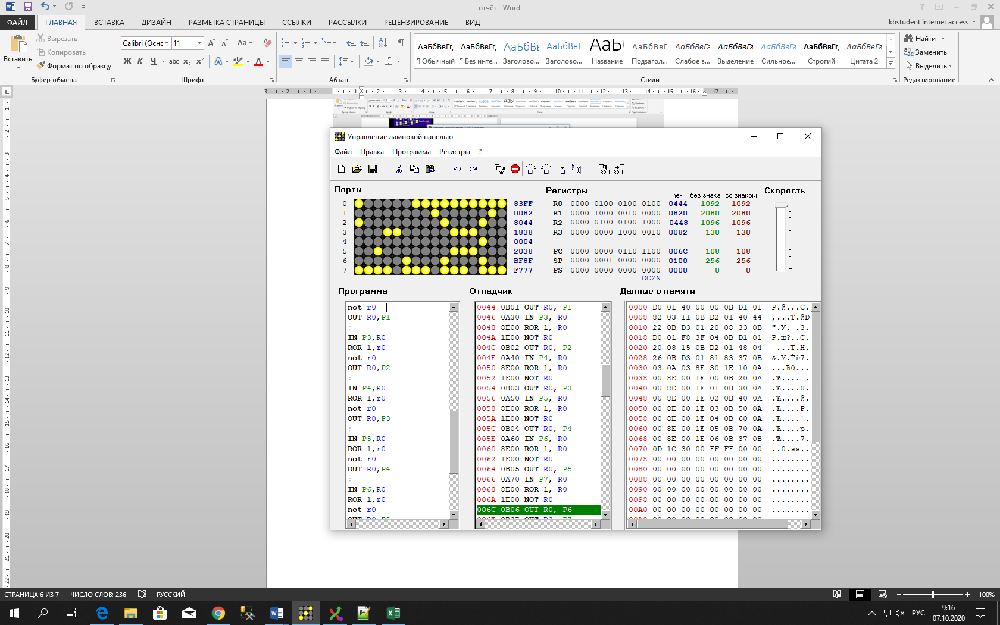 отчёт - Word
ФАЙЛ ГЛАВНАЯ ВСТАВКА ДИЗАЙН РАЗМЕТКА СТРАНИЦЫ ССЫЛКИ РАССЫЛКИ РЕЦЕНЗИРОВАНИЕ ВИД kbstudent internet access
Вставить
Вырезать
Копировать
Формат по образцу
Буфер обмена
Calibri (Оснс 11
Шрифт
Абзац
¶ Обычный ¶ Без инте... Заголово... Заголово... Название Подзагол... Слабое в... Выделение Сильное... Строгий Цитата 2
Стили
Найти
Заменить
Выделить
Редактирование
Управление ламповой панелью
Файл Правка Программа Регистры ?
Порты
0 83FF
1 0082
2 8044
3 1838
4 0004
5 2038
6 BF8F
7 F777
Регистры hex без знака со знаком
R0 0000 0100 0100 0100 0444 1092 1092
R1 0000 1000 0010 0000 0820 2080 2080
R2 0000 0100 0100 1000 0448 1096 1096
R3 0000 0000 1000 0010 0082 130 130
PC 0000 0000 0110 1100 006C 108 108
SP 0000 0001 0000 0000 0100 256 256
PS 0000 0000 0000 0000 0000 0 0
OCZN
Скорость
Программа
not r0
OUT R0,P1
;
IN P3,R0
ROR 1,r0
not r0
OUT R0,P2
;
IN P4,R0
ROR 1,r0
not r0
OUT R0,P3
;
IN P5,R0
ROR 1,r0
not r0
OUT R0,P4
;
IN P6,R0
ROR 1,r0
not r0
OUT R0,P5
Отладчик
0044 0B01 OUT R0, P1
0046 0A30 IN P3, R0
0048 8E00 ROR 1, R0
004A 1E00 NOT R0
004C 0B02 OUT R0, P2
004E 0A40 IN P4, R0
0050 8E00 ROR 1, R0
0052 1E00 NOT R0
0054 0B03 OUT R0, P3
0056 0A50 IN P5, R0
0058 8E00 ROR 1, R0
005A 1E00 NOT R0
005C 0B04 OUT R0, P4
005E 0A60 IN P6, R0
0060 8E00 ROR 1, R0
0062 1E00 NOT R0
0064 0B05 OUT R0, P5
0066 0A70 IN P7, R0
0068 8E00 ROR 1, R0
006A 1E00 NOT R0
006C 0B06 OUT R0, P6
Данные в памяти
0000 D0 01 40 00 00 0B D1 01 Р.@...С.
0008 82 03 11 0B D2 01 40 44 ‚...Т.@D
0010 22 0B D3 01 20 08 33 0B ".У. .3.
0018 D0 01 F8 3F 04 0B D1 01 Р.ш?..С.
0020 20 08 15 0B D2 01 48 04 ...Т.Н.
0028 26 0B D3 01 81 83 37 0B &.У.Ѓѓ7.
0030 03 0A 03 8E 30 1E 10 0A ...Ћ0...
0038 00 8E 00 1E 00 0B 20 0A .Ћ.... .
0040 00 8E 00 1E 01 0B 30 0A .Ћ....0.
0048 00 8E 00 1E 02 0B 40 0A .Ћ....@.
0050 00 8E 00 1E 03 0B 50 0A .Ћ....P.
0058 00 8E 00 1E 04 0B 60 0A .Ћ....`.
0060 00 8E 00 1E 05 0B 70 0A .Ћ....p.
0068 00 8E 00 1E 06 0B 37 0B .Ћ....7.
0070 0D 1C 30 00 FF FF 00 00 ..0.яя..
0078 00 00 00 00 00 00 00 00 ........
0080 00 00 00 00 00 00 00 00 ........
0088 00 00 00 00 00 00 00 00 ........
0090 00 00 00 00 00 00 00 00 ........
0098 00 00 00 00 00 00 00 00 ........
00A0 00 00 00 00 00 00 00 00 ........
СТРАНИЦА 6 ИЗ 7 ЧИСЛО СЛОВ: 236 РУССКИЙ 100%
РУС
9:16
07.10.2020